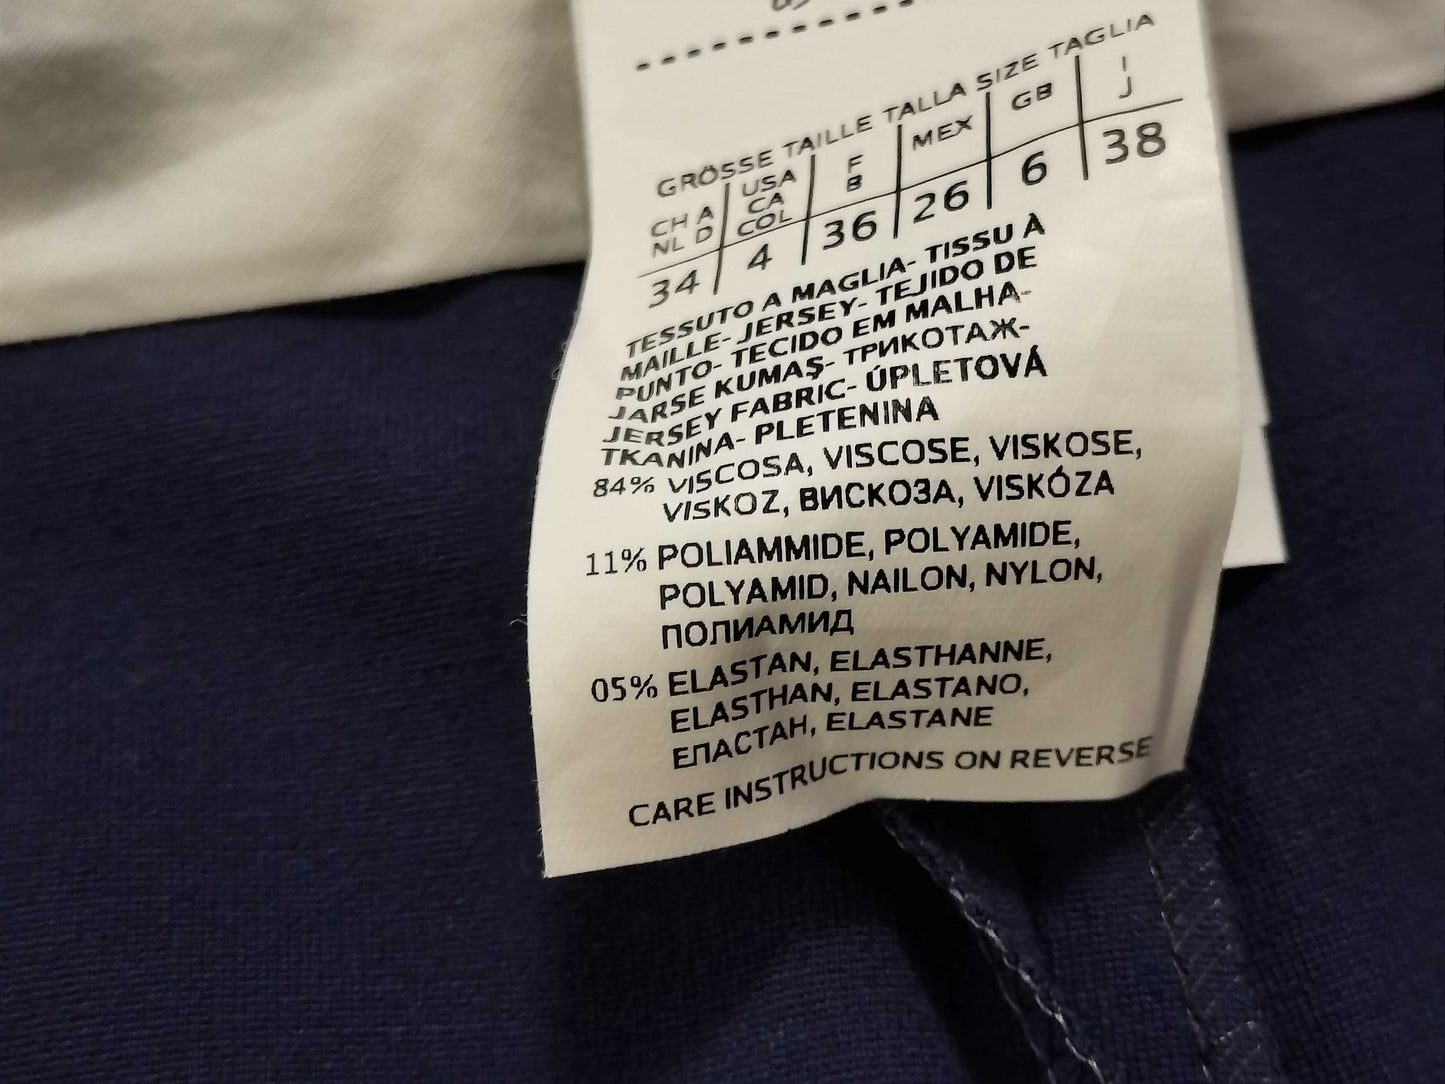 GRÖSSE TAILLE TALLA SIZE TAGLIA
CH A NL D USA CA COL F B MEX GB I J
34 4 36 26 6 38
TESSUTO A MAGLIA- TISSU À
MAILLE- JERSEY- TEJIDO DE
PUNTO- TECIDO EM MALHA-
JARSE KUMAŞ- ТРИКОТАЖ-
JERSEY FABRIC- ÚPLETOVÁ
TKANINA- PLETENINA
84% VISCOSA, VISCOSE, VISKOSE,
VISKOZ, ВИСКОЗА, VISKÓZA
11% POLIAMMIDE, POLYAMIDE,
POLYAMID, NAILON, NYLON,
ПОЛИАМИД
05% ELASTAN, ELASTHANNE,
ELASTHAN, ELASTANO,
ЕЛАСТАН, ELASTANE
CARE INSTRUCTIONS ON REVERSE